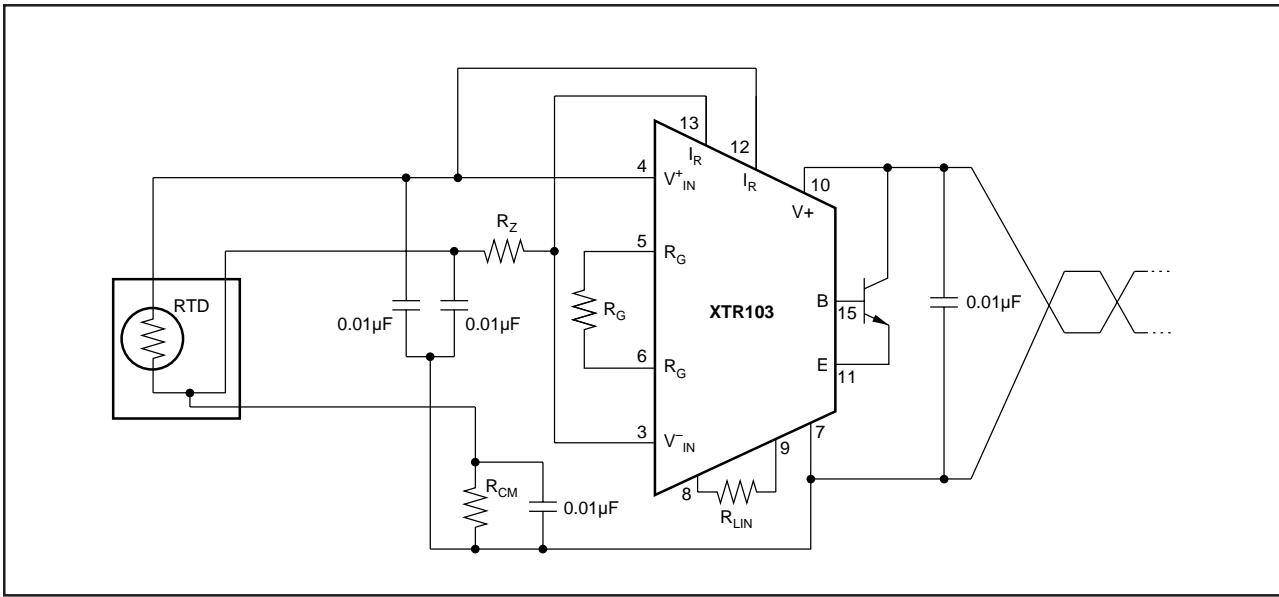 13
I_R
12
I_R
4
V⁺_IN
10
V+
R_Z
5
R_G
RTD
0.01µF
0.01µF
R_G
XTR103
B
15
0.01µF
6
R_G
E
11
3
V⁻_IN
9
7
8
R_LIN
R_CM
0.01µF